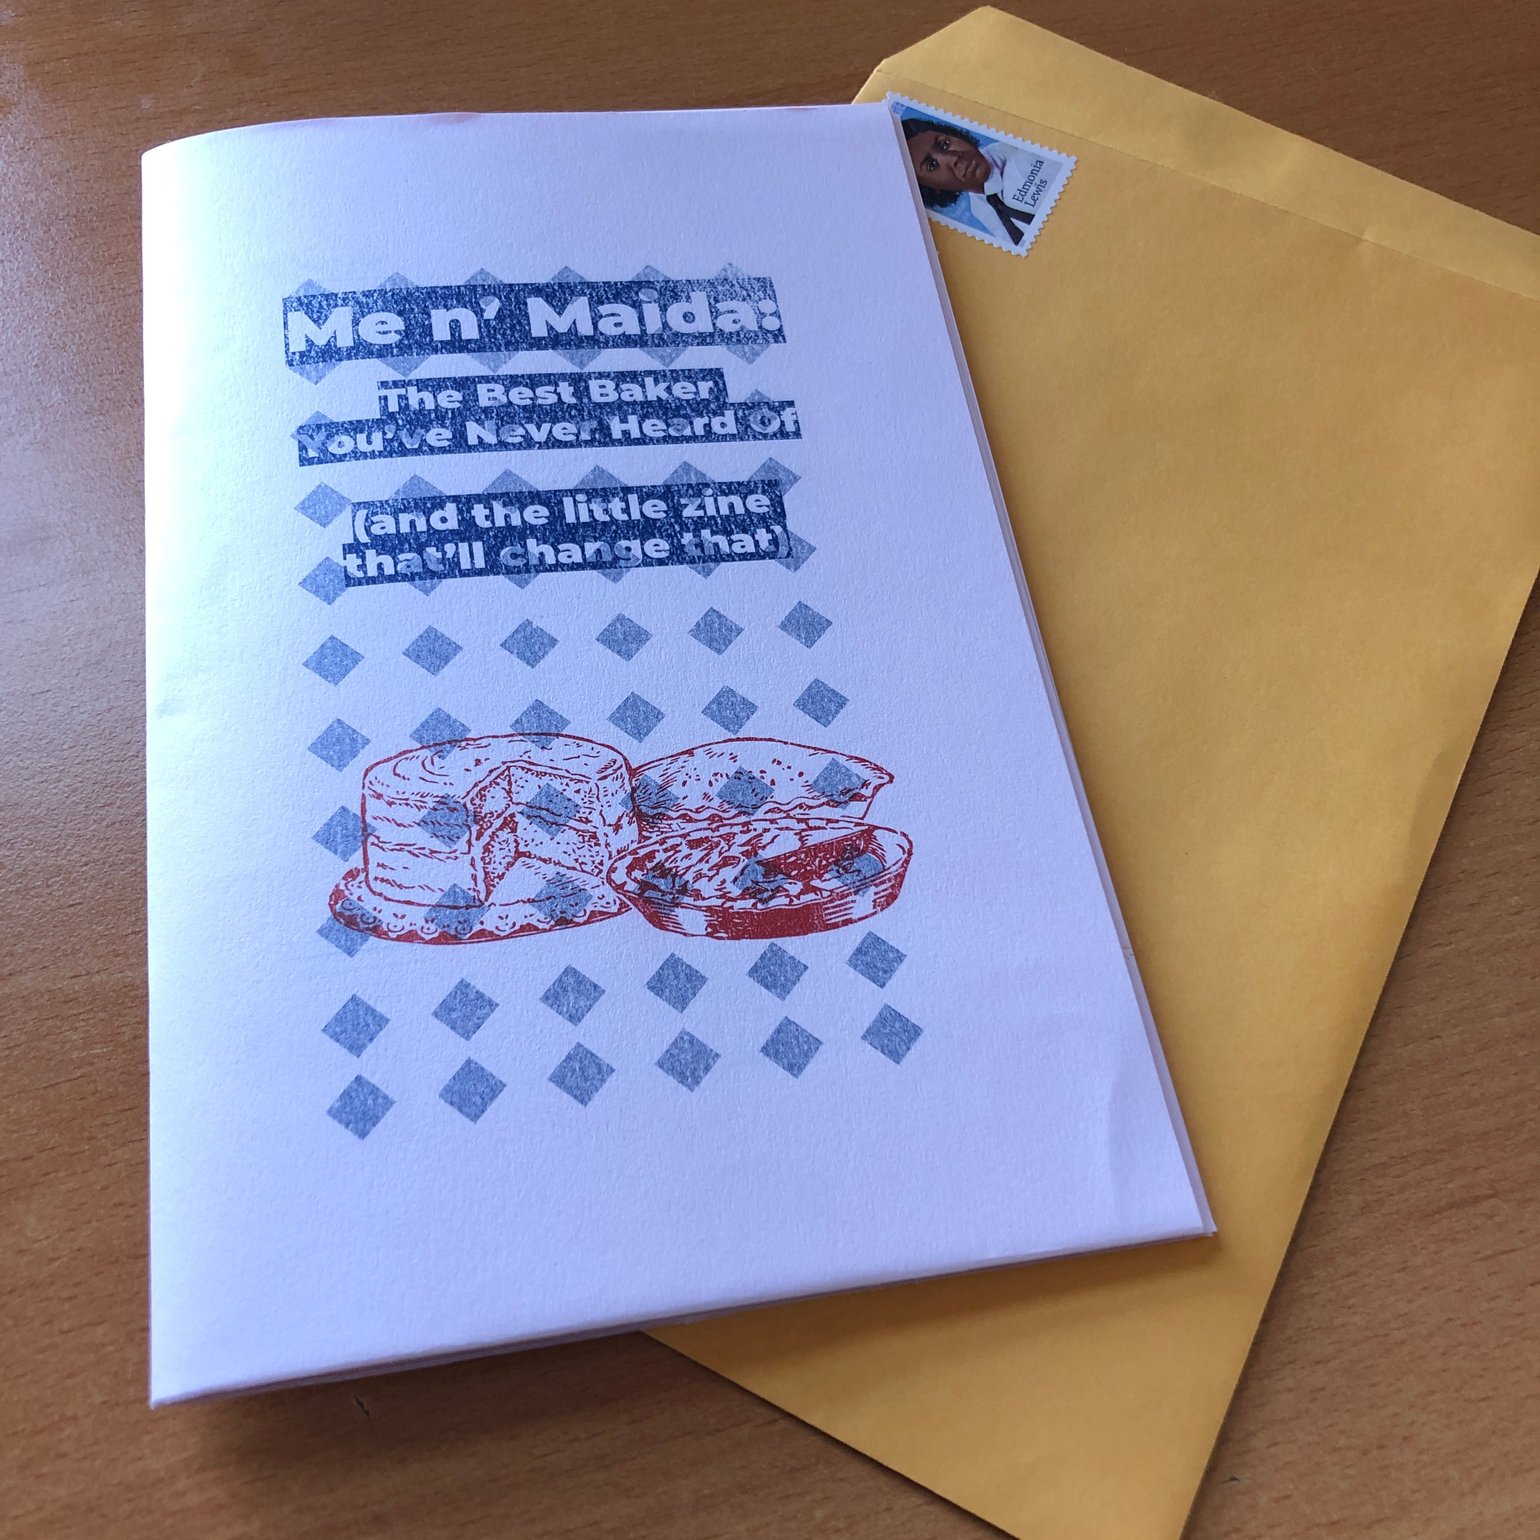 Me n' Maida:
The Best Baker
You've Never Heard Of
(and the little zine
that'll change that)
Edmonia
Lewis